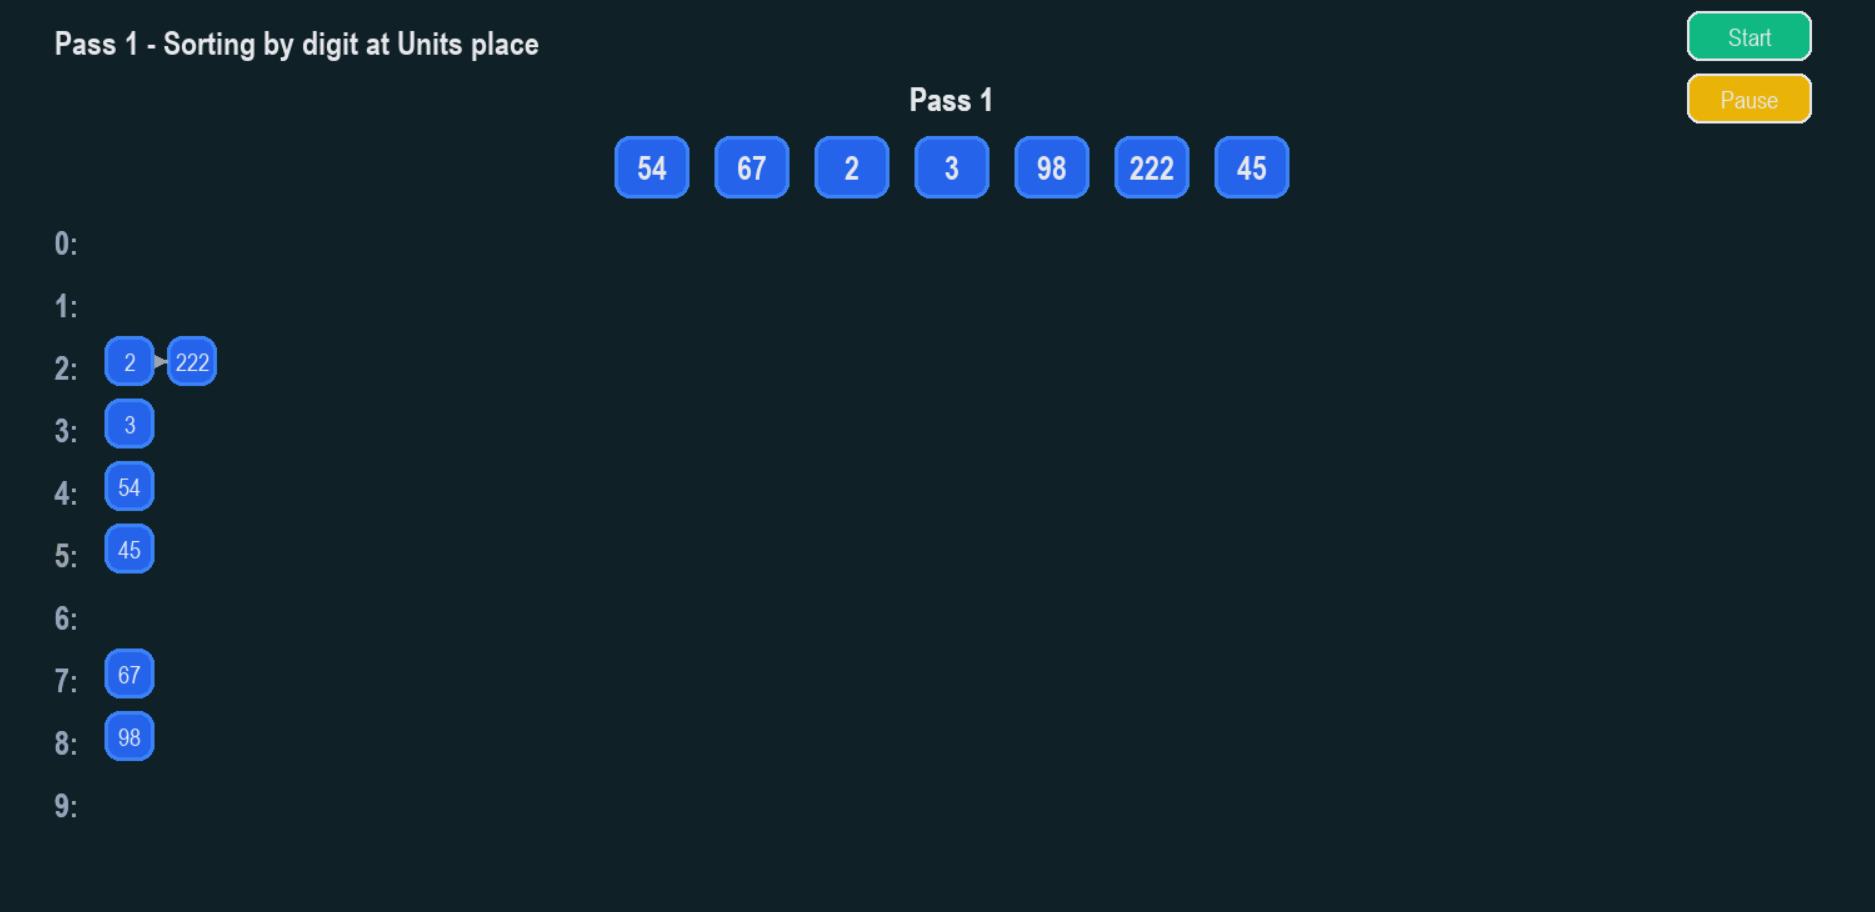 Pass 1 - Sorting by digit at Units place
Start
Pass 1
Pause
54 67 2 3 98 222 45
0:
1:
2: 2 222
3: 3
4: 54
5: 45
6:
7: 67
8: 98
9: